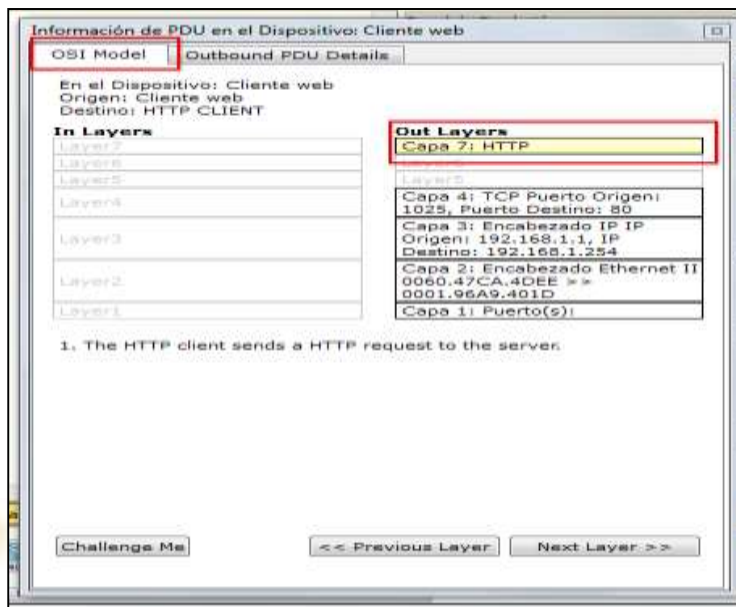 Información de PDU en el Dispositivo: Cliente web
OSI Model
Outbound PDU Details
En el Dispositivo: Cliente web
Origen: Cliente web
Destino: HTTP CLIENT
In Layers
Out Layers
Layer7
Capa 7: HTTP
Layer6
Layer6
Layer5
Layer5
Layer4
Capa 4: TCP Puerto Origen:
1025, Puerto Destino: 80
Layer3
Capa 3: Encabezado IP IP
Origen: 192.168.1.1, IP
Destino: 192.168.1.254
Layer2
Capa 2: Encabezado Ethernet II
0060.47CA.4DEE >>
0001.96A9.401D
Layer1
Capa 1: Puerto(s):
1. The HTTP client sends a HTTP request to the server.
Challenge Me
<< Previous Layer
Next Layer >>